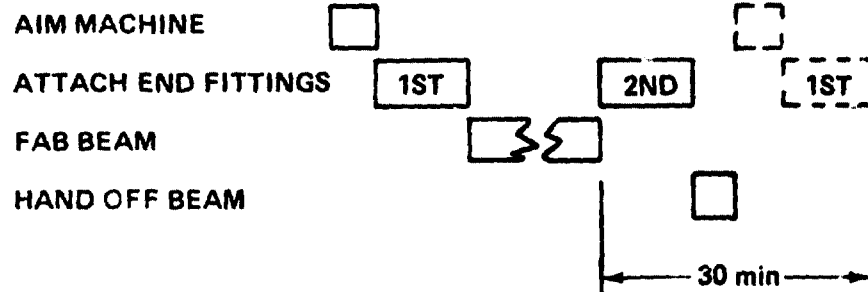 AIM MACHINE
ATTACH END FITTINGS 1ST 2ND 1ST
FAB BEAM
HAND OFF BEAM
30 min